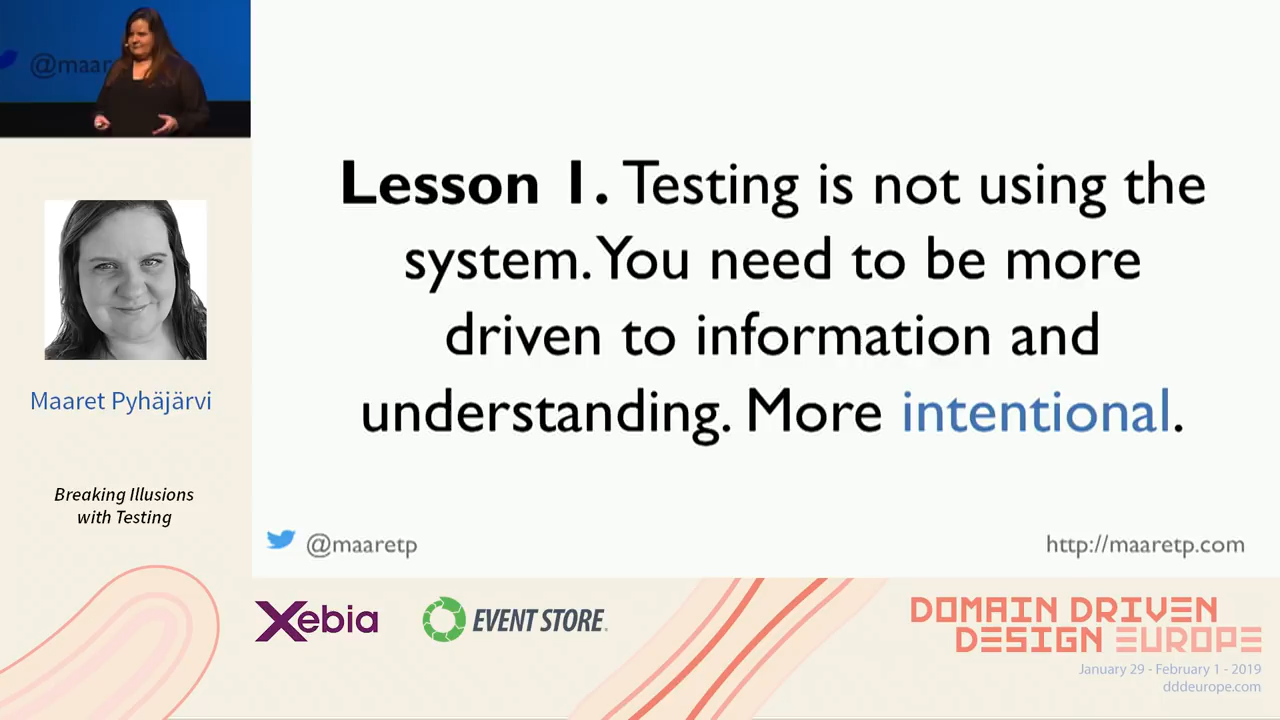 @maar
Lesson 1. Testing is not using the
system. You need to be more
driven to information and
understanding. More intentional.
@maaretp
http://maaretp.com
Maaret Pyhäjärvi
Breaking Illusions
with Testing
Xebia
EVENT STORE
DOMAIN DRIVEN
DESIGN EUROPE
January 29 - February 1 - 2019
dddeurope.com